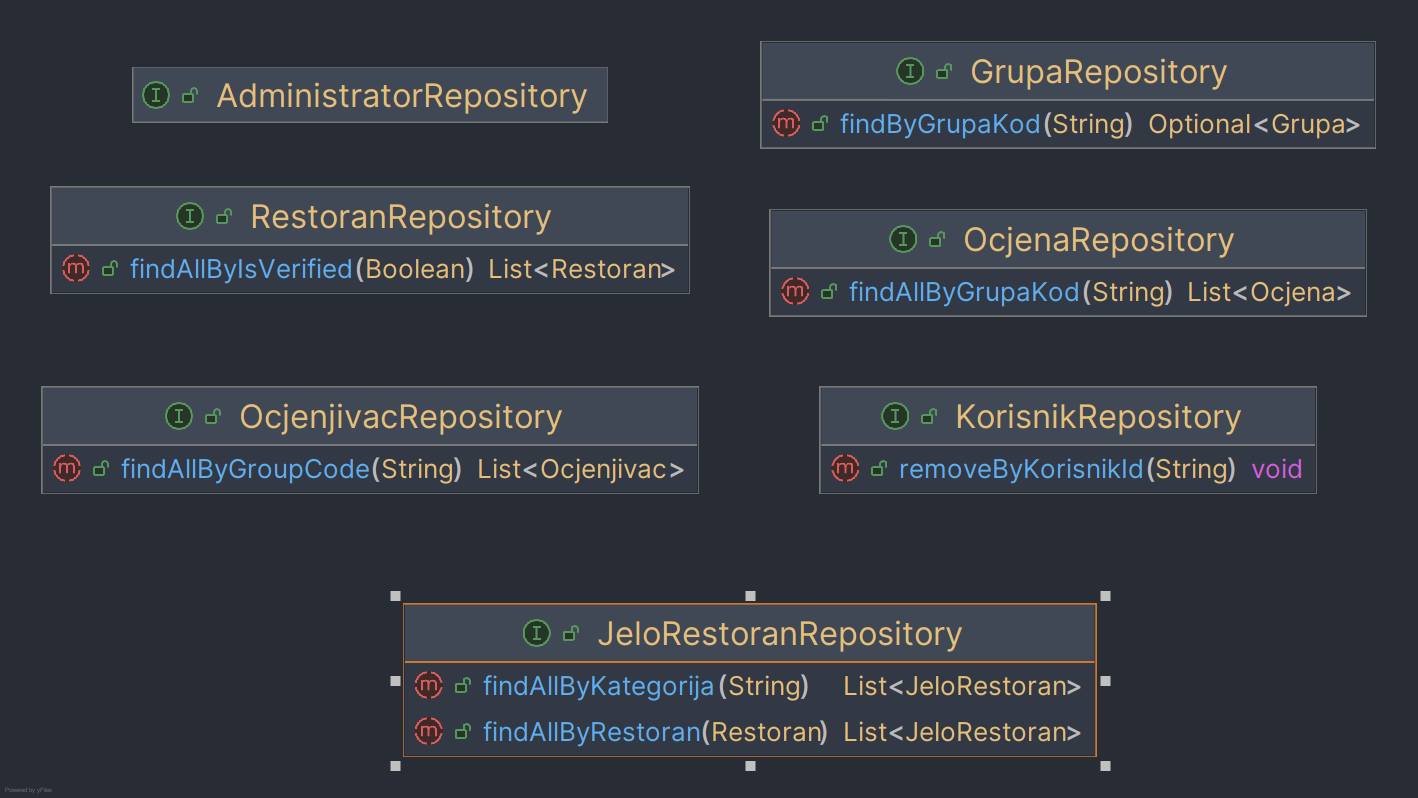 AdministratorRepository
GrupaRepository
findByGrupaKod(String) Optional<Grupa>
RestoranRepository
findAllByIsVerified(Boolean) List<Restoran>
OcjenaRepository
findAllByGrupaKod(String) List<Ocjena>
OcjenjivacRepository
findAllByGroupCode(String) List<Ocjenjivac>
KorisnikRepository
removeByKorisnikId(String) void
JeloRestoranRepository
findAllByKategorija(String) List<JeloRestoran>
findAllByRestoran(Restoran) List<JeloRestoran>
Powered by yFiles